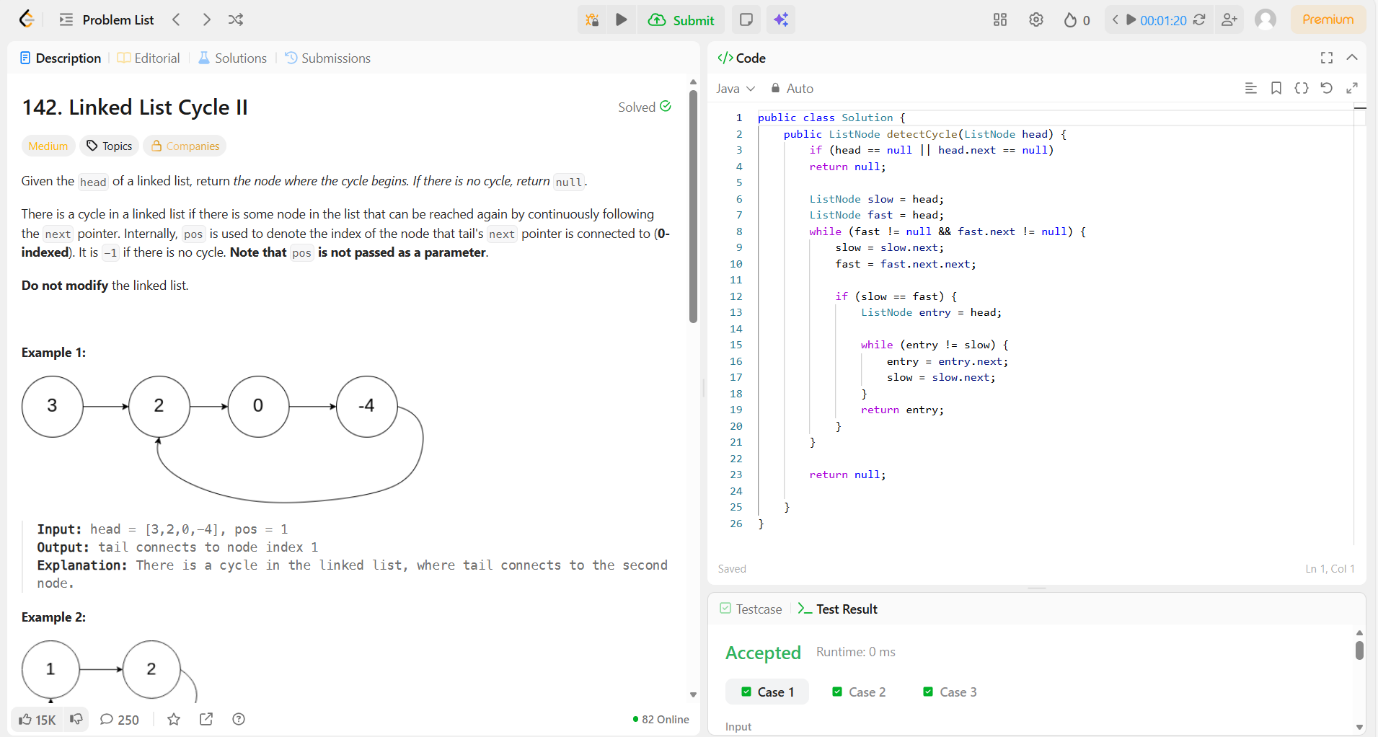 Problem List
Submit
0
00:01:20
Premium
Description
Editorial
Solutions
Submissions
142. Linked List Cycle II
Solved
Medium
Topics
Companies
Given the head of a linked list, return the node where the cycle begins. If there is no cycle, return null.
There is a cycle in a linked list if there is some node in the list that can be reached again by continuously following
the next pointer. Internally, pos is used to denote the index of the node that tail's next pointer is connected to (0-
indexed). It is -1 if there is no cycle. Note that pos is not passed as a parameter.
Do not modify the linked list.
Example 1:
3
2
0
-4
Input: head = [3,2,0,-4], pos = 1
Output: tail connects to node index 1
Explanation: There is a cycle in the linked list, where tail connects to the second
node.
Example 2:
1
2
15K
250
82 Online
</>Code
Java
Auto
1 public class Solution {
2 public ListNode detectCycle(ListNode head) {
3 if (head == null || head.next == null)
4 return null;
5
6 ListNode slow = head;
7 ListNode fast = head;
8 while (fast != null && fast.next != null) {
9 slow = slow.next;
10 fast = fast.next.next;
11
12 if (slow == fast) {
13 ListNode entry = head;
14
15 while (entry != slow) {
16 entry = entry.next;
17 slow = slow.next;
18 }
19 return entry;
20 }
21 }
22
23 return null;
24
25 }
26 }
Saved
Ln 1, Col 1
Testcase
Test Result
Accepted
Runtime: 0 ms
Case 1
Case 2
Case 3
Input